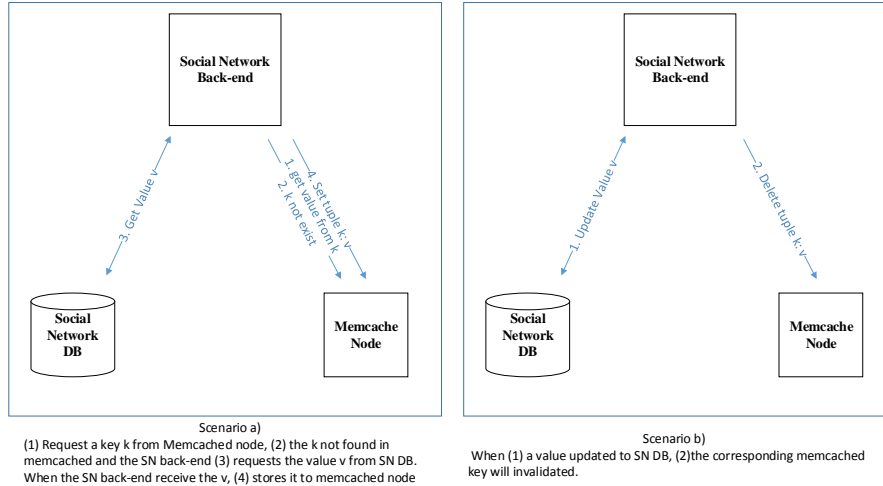 Social Network
Back-end
3. Get Value v
1. get value from k
2. k not exist
4. Set tuple k: v
Social
Network
DB
Memcache
Node
Scenario a)
(1) Request a key k from Memcached node, (2) the k not found in
memcached and the SN back-end (3) requests the value v from SN DB.
When the SN back-end receive the v, (4) stores it to memcached node
Social Network
Back-end
1. Update Value v
2. Delete tuple k: v
Social
Network
DB
Memcache
Node
Scenario b)
When (1) a value updated to SN DB, (2)the corresponding memcached
key will invalidated.